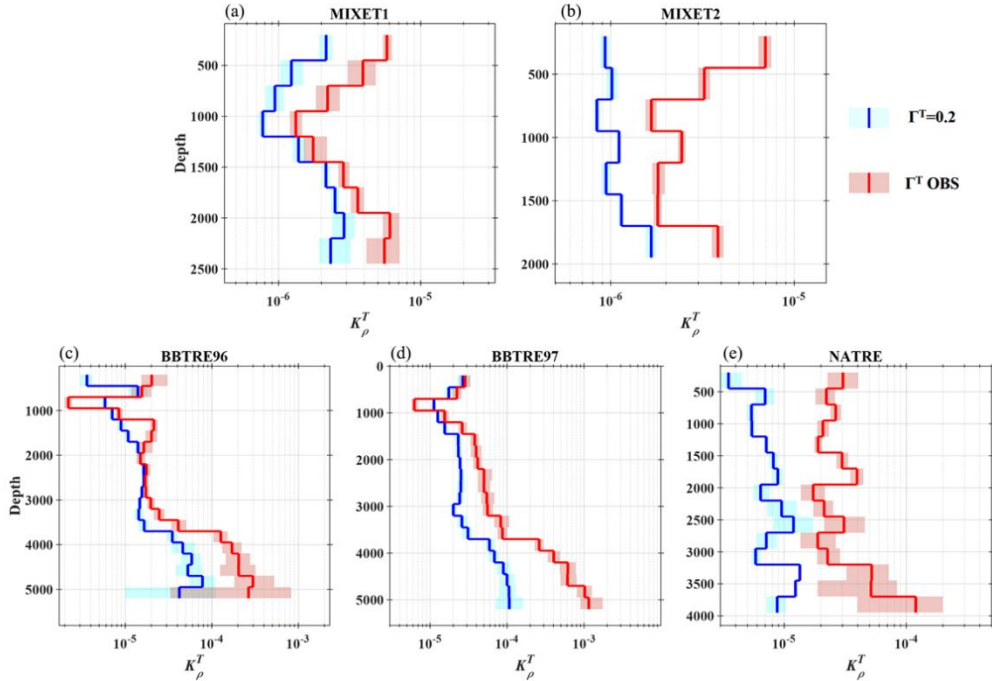 (a) MIXET1
(b) MIXET2
500
1000
1500
2000
2500
Depth
10^-6
10^-5
K_ρ^T
500
1000
1500
2000
10^-6
10^-5
K_ρ^T
Γ^T=0.2
Γ^T OBS
(c) BBTRE96
(d) BBTRE97
(e) NATRE
1000
2000
3000
4000
5000
Depth
10^-5
10^-4
10^-3
K_ρ^T
0
1000
2000
3000
4000
5000
10^-5
10^-4
10^-3
K_ρ^T
500
1000
1500
2000
2500
3000
3500
4000
10^-5
10^-4
K_ρ^T